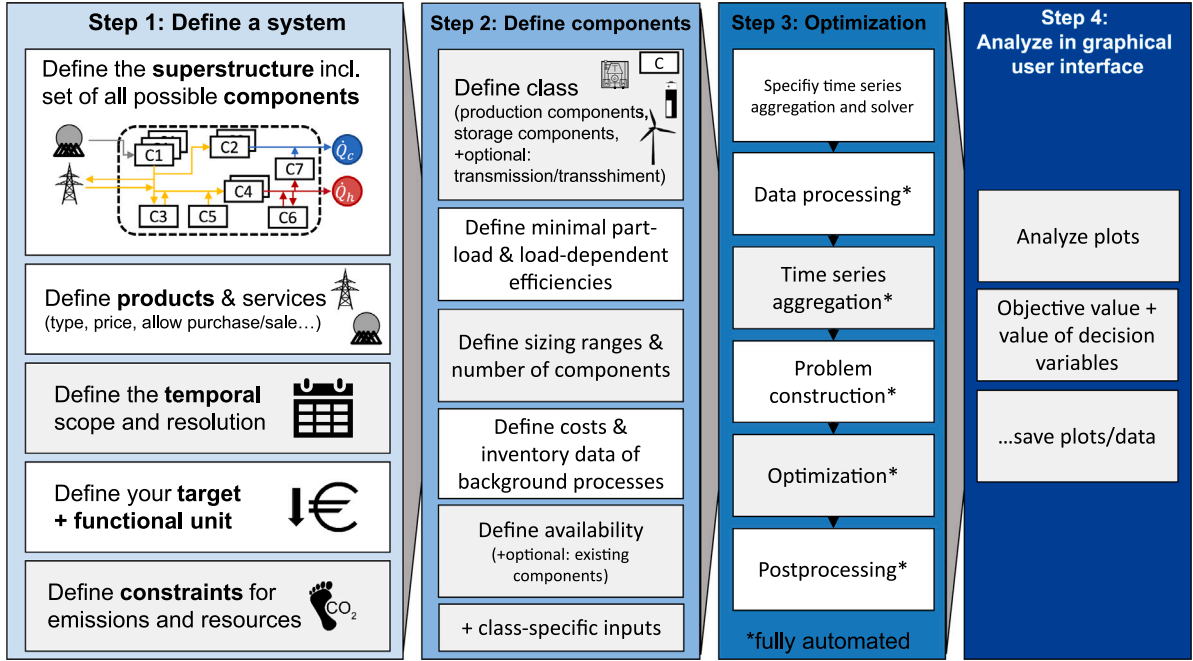 Step 1: Define a system
Define the superstructure incl.
set of all possible components
C1
C2
C3
C4
C5
C6
C7
Q̇c
Q̇h
Define products & services
(type, price, allow purchase/sale…)
Define the temporal
scope and resolution
Define your target
+ functional unit
Define constraints for
emissions and resources
CO2
Step 2: Define components
C
Define class
(production components,
storage components,
+optional:
transmission/transshiment)
Define minimal part-
load & load-dependent
efficiencies
Define sizing ranges &
number of components
Define costs &
inventory data of
background processes
Define availability
(+optional: existing
components)
+ class-specific inputs
Step 3: Optimization
Specifiy time series
aggregation and solver
Data processing*
Time series
aggregation*
Problem
construction*
Optimization*
Postprocessing*
*fully automated
Step 4:
Analyze in graphical
user interface
Analyze plots
Objective value +
value of decision
variables
…save plots/data